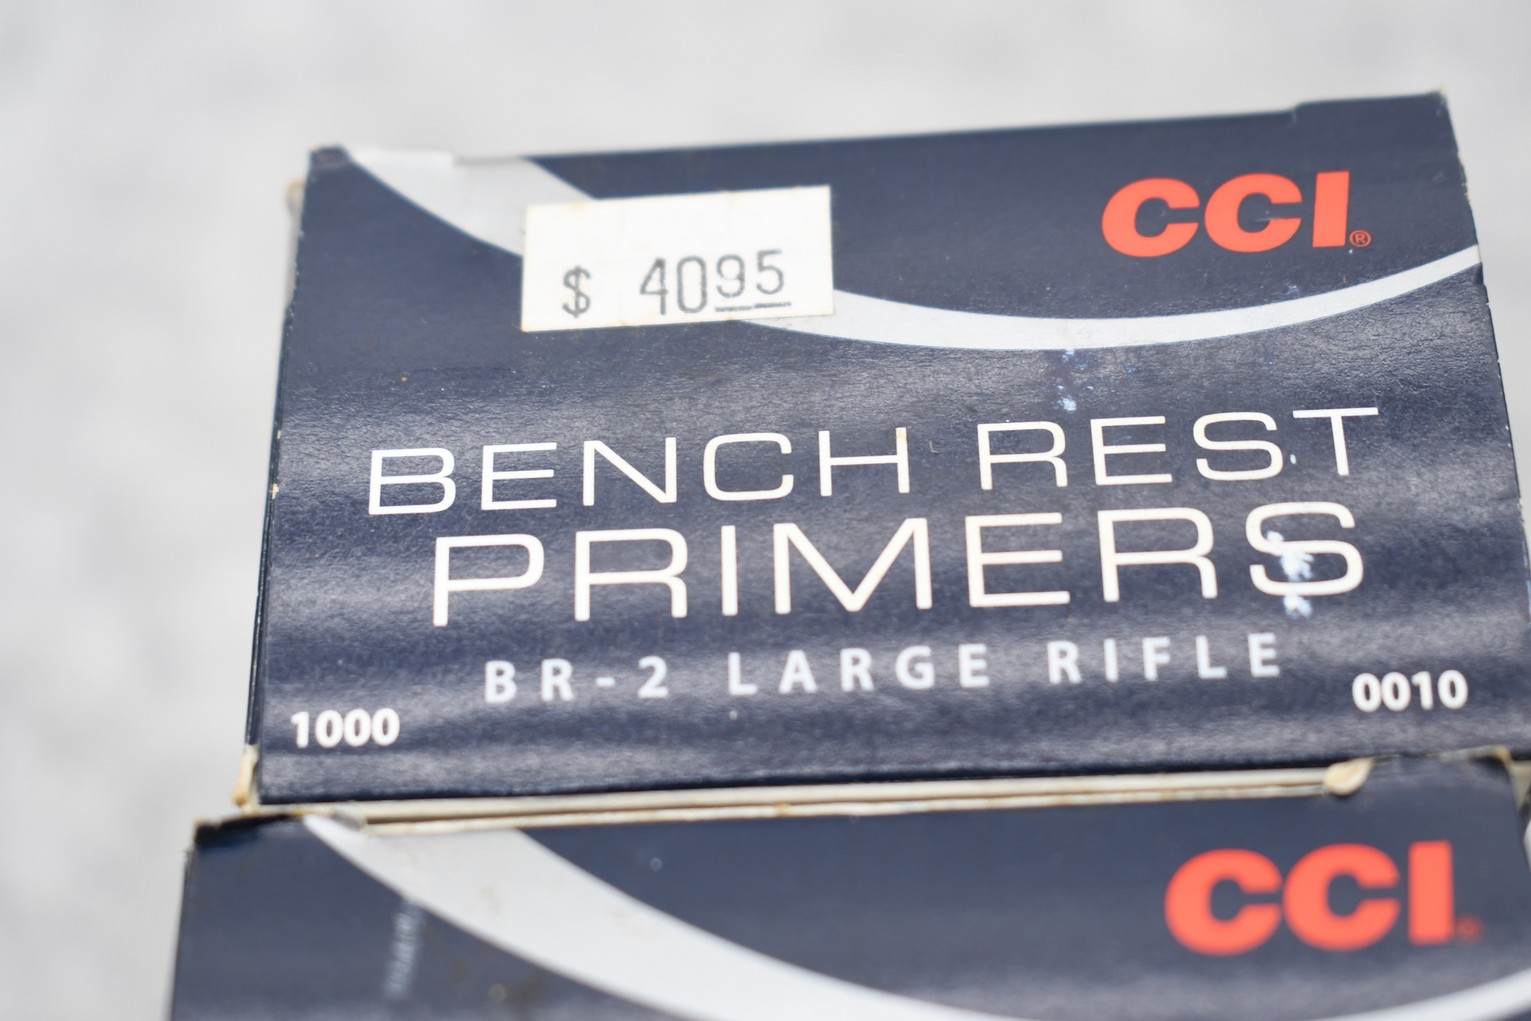 CCI®
$ 4095
BENCH REST
PRIMERS
BR-2 LARGE RIFLE
1000
0010
CCI